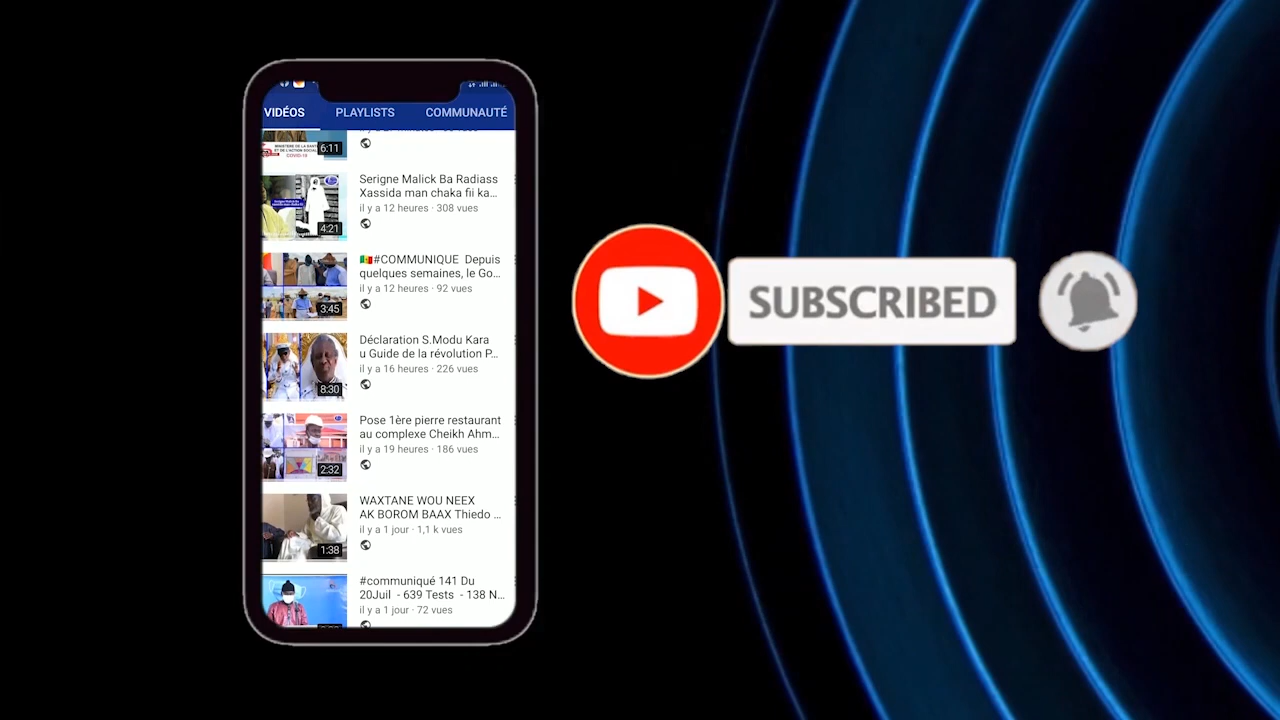 VIDÉOS PLAYLISTS COMMUNAUTÉ
6:11
Serigne Malick Ba Radiass
Xassida man chaka fii ka...
il y a 12 heures · 308 vues
4:21
🇸🇳#COMMUNIQUE Depuis
quelques semaines, le Go...
il y a 12 heures · 92 vues
3:45
Déclaration S.Modu Kara
u Guide de la révolution P...
il y a 16 heures · 226 vues
8:30
Pose 1ère pierre restaurant
au complexe Cheikh Ahm...
il y a 19 heures · 186 vues
2:32
WAXTANE WOU NEEX
AK BOROM BAAX Thiedo ...
il y a 1 jour · 1,1 k vues
1:38
#communiqué 141 Du
20Juil - 639 Tests - 138 N...
il y a 1 jour · 72 vues
SUBSCRIBED